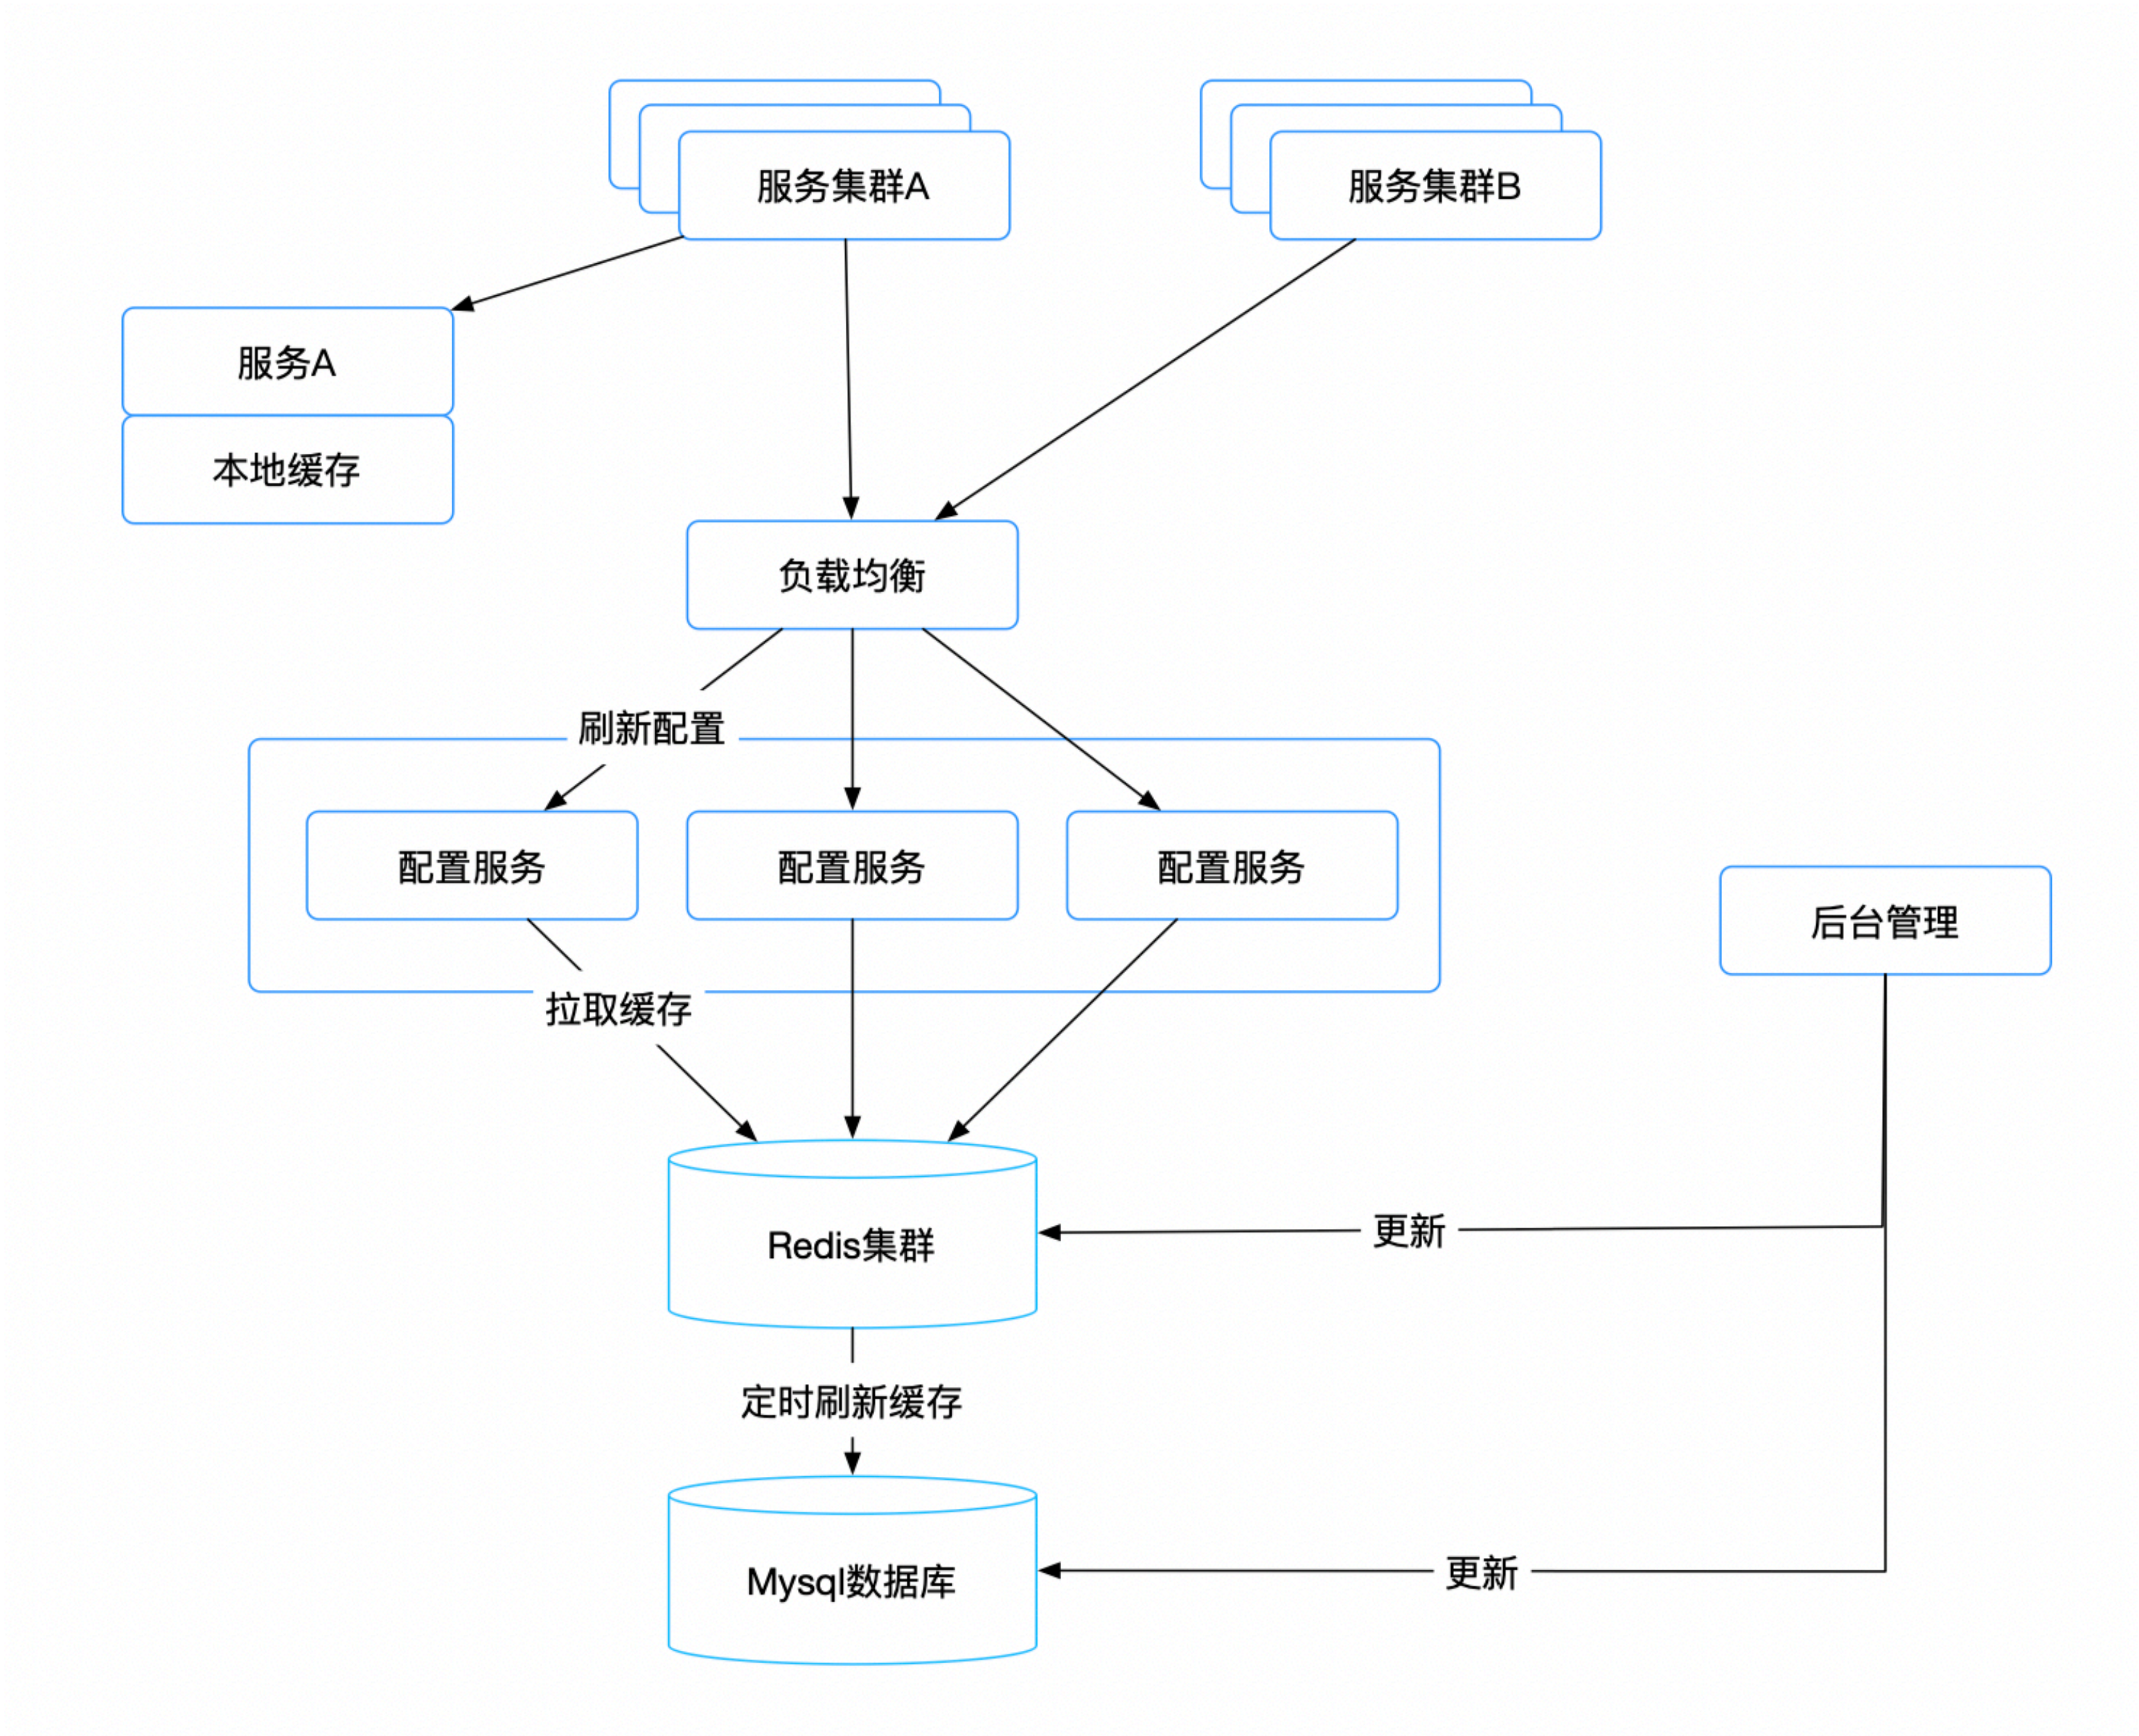 服务集群A
服务集群B
服务A
本地缓存
负载均衡
刷新配置
配置服务
配置服务
配置服务
后台管理
拉取缓存
Redis集群
更新
定时刷新缓存
Mysql数据库
更新